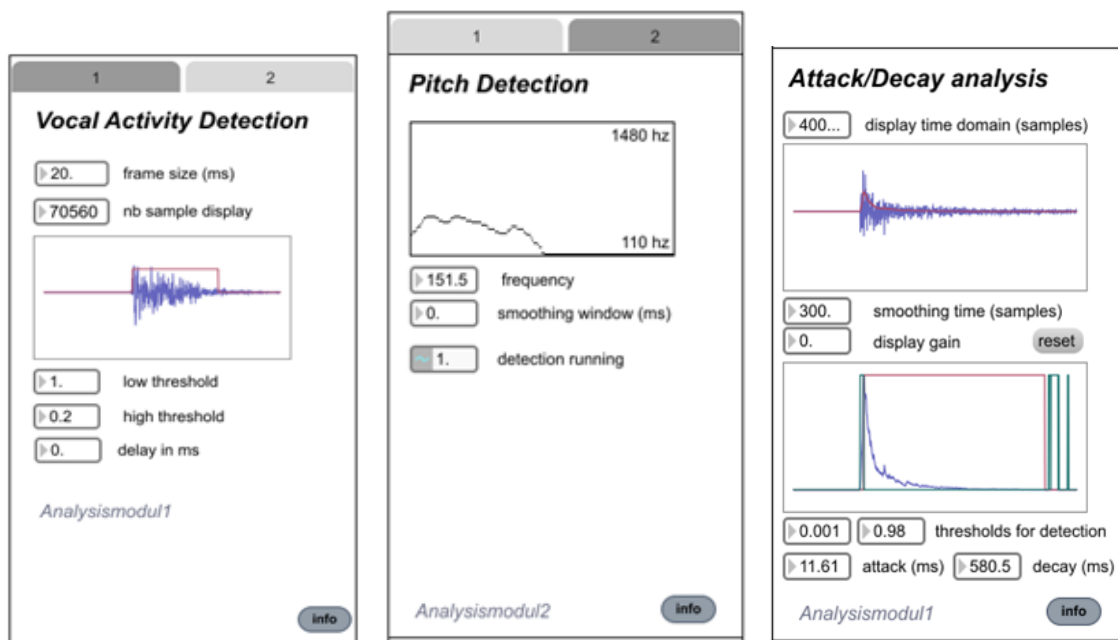 1 2
Vocal Activity Detection
20. frame size (ms)
70560 nb sample display
1. low threshold
0.2 high threshold
0. delay in ms
Analysismodul1
info
1 2
Pitch Detection
1480 hz
110 hz
151.5 frequency
0. smoothing window (ms)
~ 1. detection running
Analysismodul2
info
Attack/Decay analysis
400... display time domain (samples)
300. smoothing time (samples)
0. display gain reset
0.001 0.98 thresholds for detection
11.61 attack (ms) 580.5 decay (ms)
Analysismodul1
info